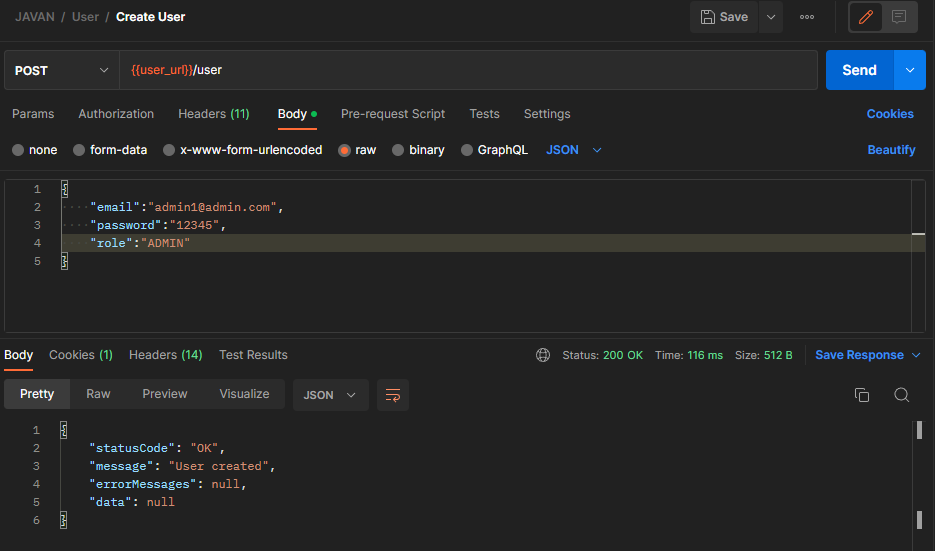 JAVAN / User / Create User
Save
POST
{{user_url}}/user
Send
Params Authorization Headers (11) Body Pre-request Script Tests Settings Cookies
none form-data x-www-form-urlencoded raw binary GraphQL JSON Beautify
1 {
2 ····"email":"admin1@admin.com",
3 ····"password":"12345",
4 ····"role":"ADMIN"
5 }
Body Cookies (1) Headers (14) Test Results Status: 200 OK Time: 116 ms Size: 512 B Save Response
Pretty Raw Preview Visualize JSON
1 {
2     "statusCode": "OK",
3     "message": "User created",
4     "errorMessages": null,
5     "data": null
6 }